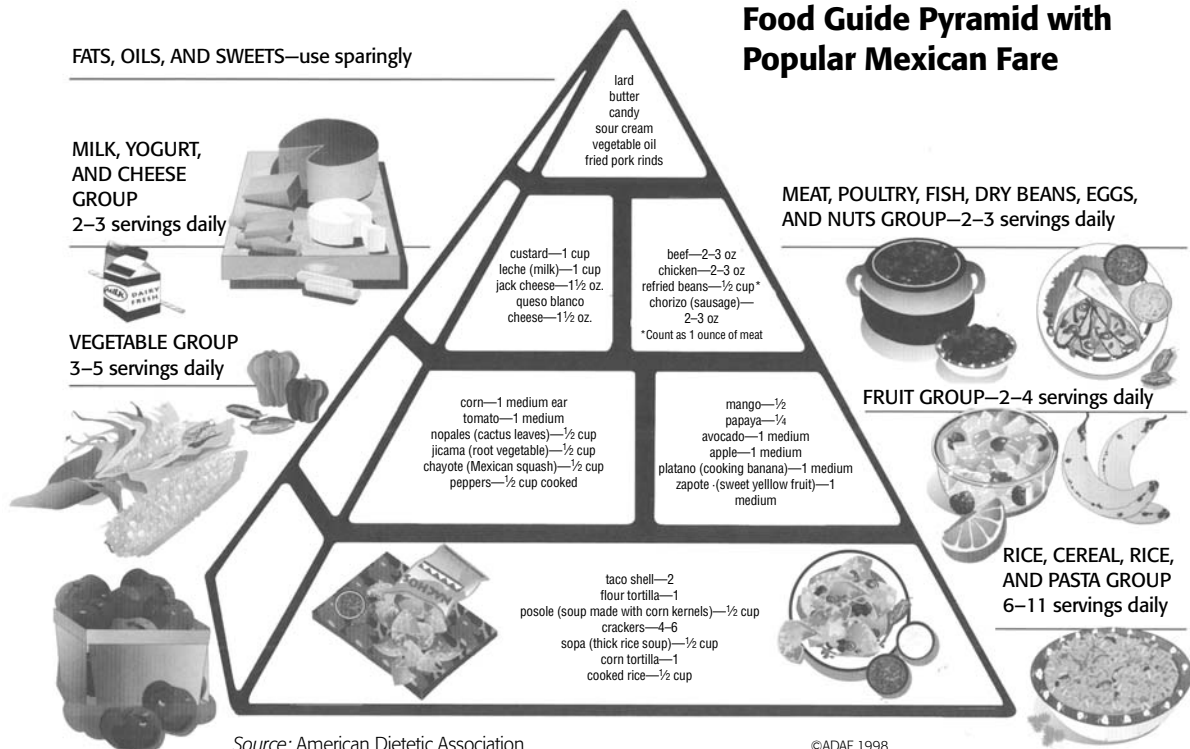 Food Guide Pyramid with
Popular Mexican Fare
FATS, OILS, AND SWEETS—use sparingly
lard
butter
candy
sour cream
vegetable oil
fried pork rinds
MILK, YOGURT,
AND CHEESE
GROUP
2–3 servings daily
custard—1 cup
leche (milk)—1 cup
jack cheese—1½ oz.
queso blanco
cheese—1½ oz.
MEAT, POULTRY, FISH, DRY BEANS, EGGS,
AND NUTS GROUP—2–3 servings daily
beef—2–3 oz
chicken—2–3 oz
refried beans—½ cup*
chorizo (sausage)—
2–3 oz
*Count as 1 ounce of meat
milk
DAIRY
FRESH
VEGETABLE GROUP
3–5 servings daily
corn—1 medium ear
tomato—1 medium
nopales (cactus leaves)—½ cup
jicama (root vegetable)—½ cup
chayote (Mexican squash)—½ cup
peppers—½ cup cooked
FRUIT GROUP—2–4 servings daily
mango—½
papaya—¼
avocado—1 medium
apple—1 medium
platano (cooking banana)—1 medium
zapote ·(sweet yelllow fruit)—1
medium
RICE, CEREAL, RICE,
AND PASTA GROUP
6–11 servings daily
NACHOS
taco shell—2
flour tortilla—1
posole (soup made with corn kernels)—½ cup
crackers—4–6
sopa (thick rice soup)—½ cup
corn tortilla—1
cooked rice—½ cup
Source: American Dietetic Association
©ADAF 1998